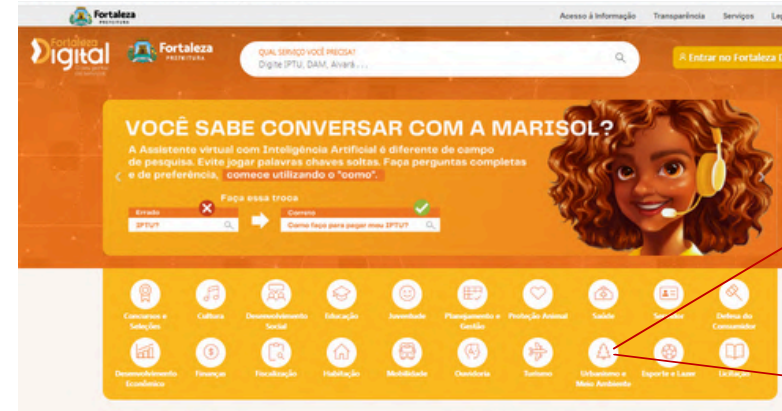 Fortaleza
PREFEITURA
Acesso à Informação Transparência Serviços Leg
Fortaleza
Digital
Fortaleza
PREFEITURA
QUAL SERVIÇO VOCÊ PRECISA?
Digite IPTU, DAM, Alvará...
Entrar no Fortaleza D
VOCÊ SABE CONVERSAR COM A MARISOL?
A Assistente virtual com Inteligência Artificial é diferente de campo
de pesquisa. Evite jogar palavras chaves soltas. Faça perguntas completas
e de preferência, comece utilizando o "como".
Faça essa troca
Errado
Correto
IPTU?
Como faço para pagar meu IPTU?
Concursos e Seleções
Cultura
Desenvolvimento Social
Educação
Juventude
Planejamento e Gestão
Proteção Animal
Saúde
Servidor
Defesa do Consumidor
Desenvolvimento Econômico
Finanças
Fiscalização
Habitação
Mobilidade
Ouvidoria
Turismo
Urbanismo e Meio Ambiente
Esporte e Lazer
Licitação